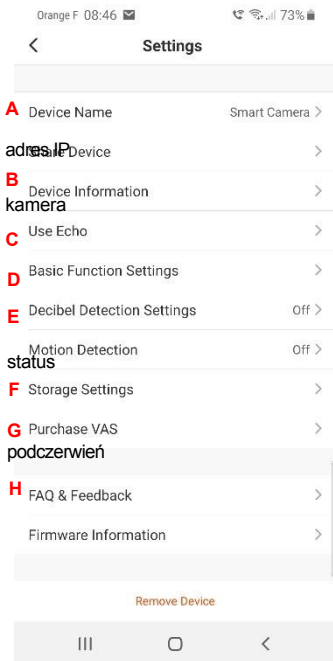 Orange F 08:46 73%
Settings
A Device Name Smart Camera
adres IP
Share Device
B
Device Information
kamera
C Use Echo
D Basic Function Settings
E Decibel Detection Settings Off
Motion Detection Off
status
F Storage Settings
G Purchase VAS
podczerwień
H FAQ & Feedback
Firmware Information
Remove Device